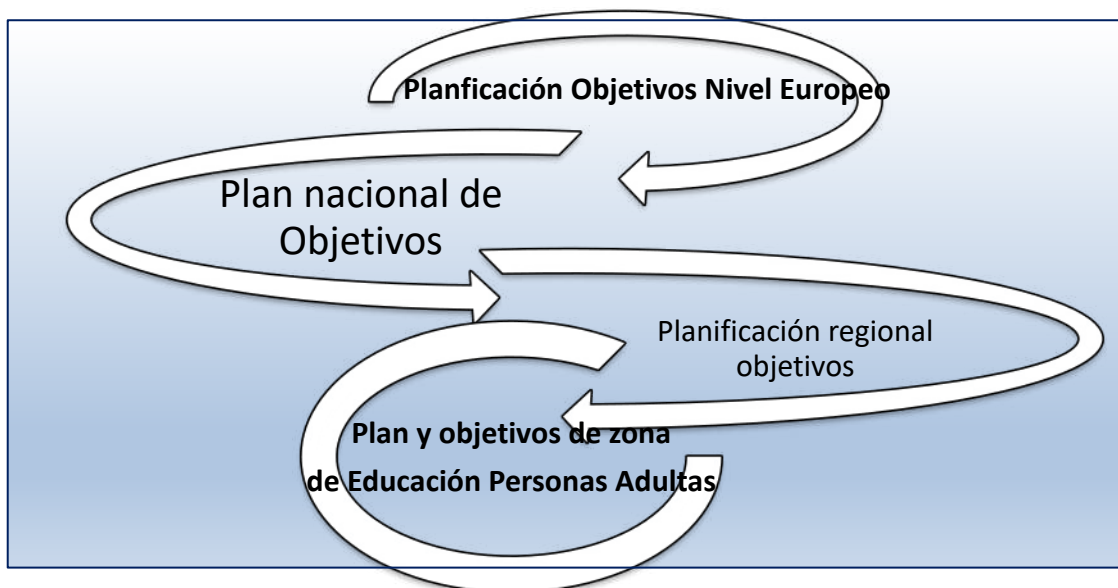 Planficación Objetivos Nivel Europeo
Plan nacional de
Objetivos
Planificación regional
objetivos
Plan y objetivos de zona
de Educación Personas Adultas